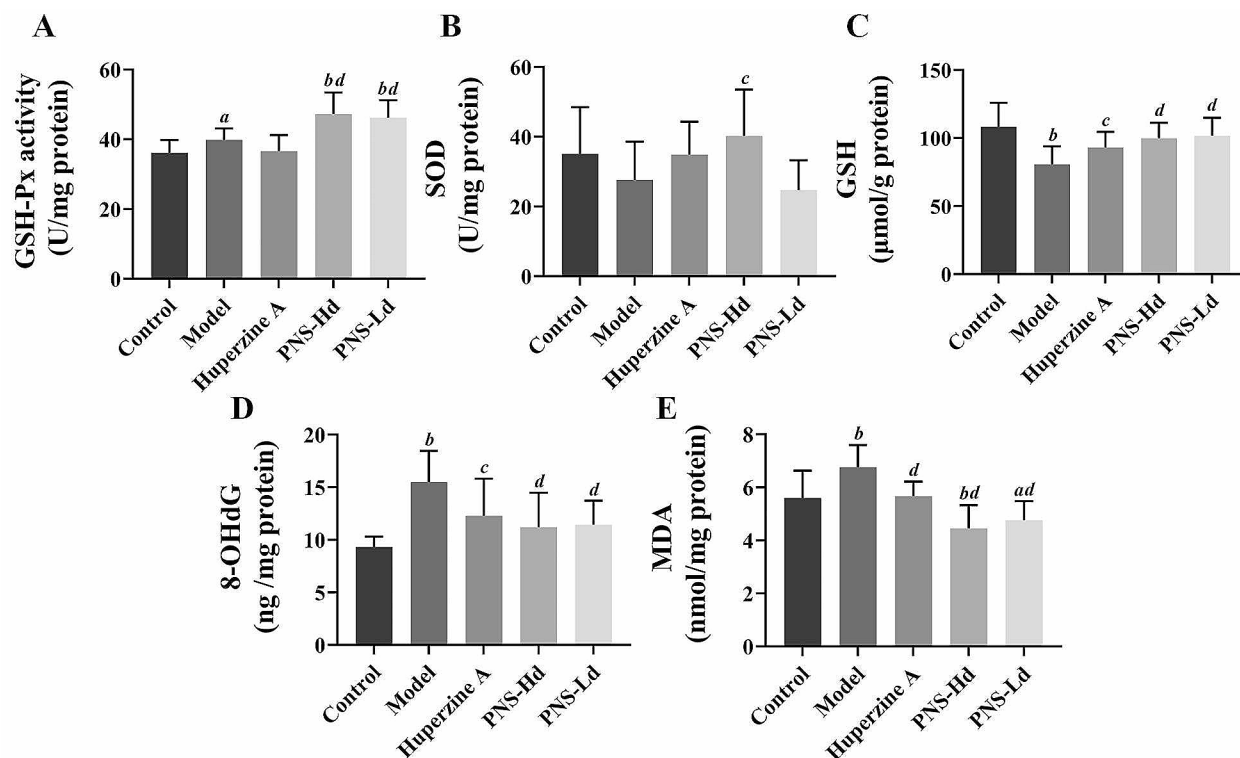 A
GSH-Px activity
(U/mg protein)
60
40
20
0
a
bd
bd
Control
Model
Huperzine A
PNS-Hd
PNS-Ld
B
SOD
(U/mg protein)
60
40
20
0
c
Control
Model
Huperzine A
PNS-Hd
PNS-Ld
C
GSH
(μmol/g protein)
150
100
50
0
b
c
d
d
Control
Model
Huperzine A
PNS-Hd
PNS-Ld
D
8-OHdG
(ng /mg protein)
20
15
10
5
0
b
c
d
d
Control
Model
Huperzine A
PNS-Hd
PNS-Ld
E
MDA
(nmol/mg protein)
8
6
4
2
0
b
d
bd
ad
Control
Model
Huperzine A
PNS-Hd
PNS-Ld